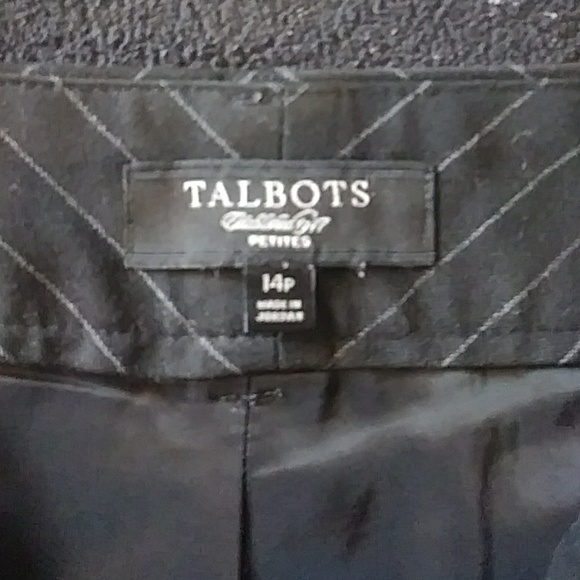 TALBOTS
PETITES
14P
MADE IN
JORDAN